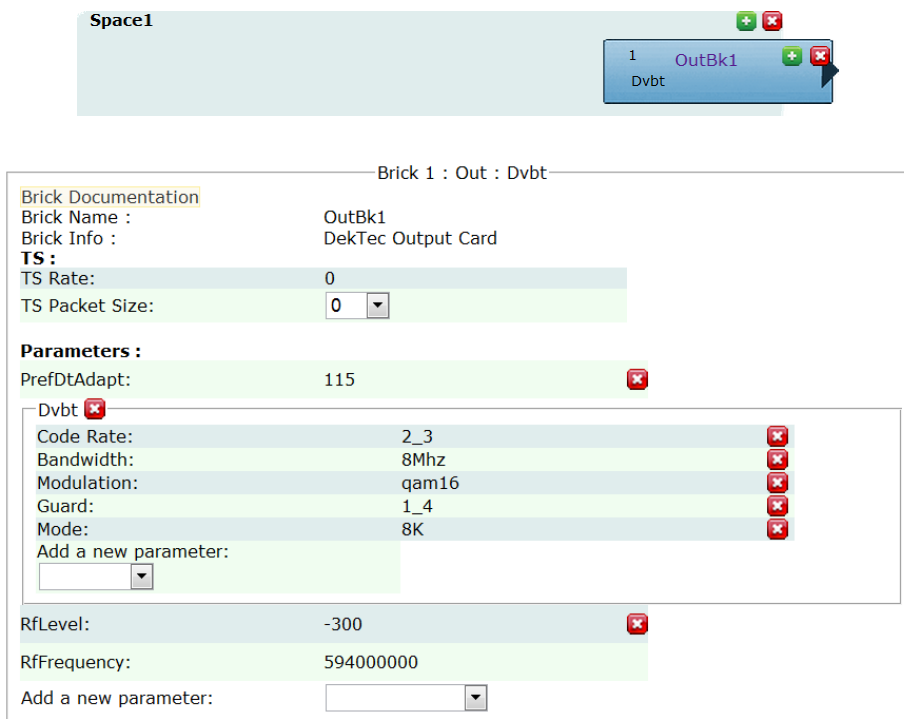 Space1
1 OutBk1
Dvbt
Brick 1 : Out : Dvbt
Brick Documentation
Brick Name : OutBk1
Brick Info : DekTec Output Card
TS :
TS Rate: 0
TS Packet Size: 0
Parameters :
PrefDtAdapt: 115
Dvbt
Code Rate: 2_3
Bandwidth: 8Mhz
Modulation: qam16
Guard: 1_4
Mode: 8K
Add a new parameter:
RfLevel: -300
RfFrequency: 594000000
Add a new parameter: